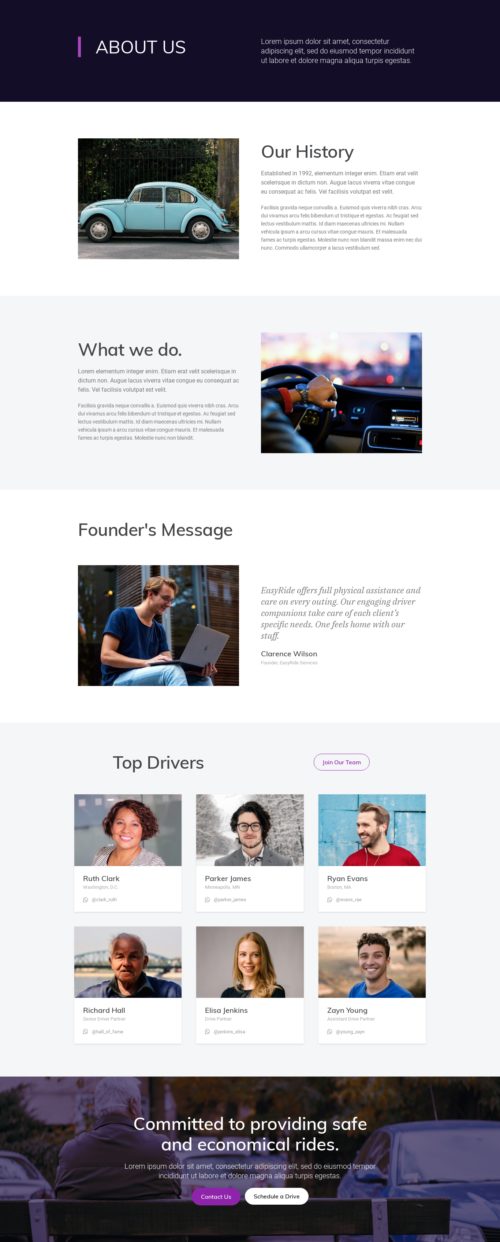 ABOUT US
Lorem ipsum dolor sit amet, consectetur
adipiscing elit, sed do eiusmod tempor incididunt
ut labore et dolore magna aliqua turpis egestas.
Our History
Established in 1992, elementum integer enim. Etiam erat velit
scelerisque in dictum non. Augue lacus viverra vitae congue
eu consequat ac felis. Vel facilisis volutpat est velit.
Facilisis gravida neque convallis a. Euismod quis viverra nibh cras. Arcu
dui vivamus arcu felis bibendum ut tristique et egestas. Ac feugiat sed
lectus vestibulum mattis. Id diam maecenas ultricies mi. Nullam
vehicula ipsum a arcu cursus vitae congue mauris. Et malesuada
fames ac turpis egestas. Molestie nunc non blandit massa enim nec dui
nunc. Commodo ullamcorper a lacus vestibulum sed.
What we do.
Lorem elementum integer enim. Etiam erat velit scelerisque in
dictum non. Augue lacus viverra vitae congue eu consequat ac
felis. Vel facilisis volutpat est velit.
Facilisis gravida neque convallis a. Euismod quis viverra nibh cras. Arcu
dui vivamus arcu felis bibendum ut tristique et egestas. Ac feugiat sed
lectus vestibulum mattis. Id diam maecenas ultricies mi. Nullam
vehicula ipsum a arcu cursus vitae congue mauris. Et malesuada
fames ac turpis egestas. Molestie nunc non blandit.
Founder's Message
EasyRide offers full physical assistance and
care on every outing. Our engaging driver
companions take care of each client's
specific needs. One feels home with our
staff.
Clarence Wilson
Founder, EasyRide Services
Top Drivers
Join Our Team
Ruth Clark
Washington, D.C.
@clark_ruth
Parker James
Minneapolis, MN
@parker_james
Ryan Evans
Boston, MA
Richard Hall
Senior Driver Partner
@hall_of_fame
Elisa Jenkins
Drive Partner
@jenkins_elisa
Zayn Young
Assistant Drive Partner
@young_zayn
Committed to providing safe
and economical rides.
Lorem ipsum dolor sit amet, consectetur adipiscing elit, sed do eiusmod tempor
incididunt ut labore et dolore magna aliqua turpis egestas.
Contact Us
Schedule a Drive